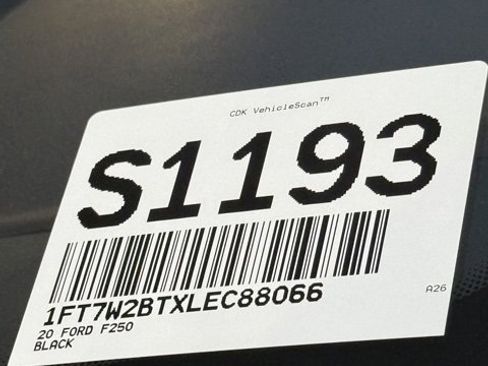 CDK VehicleScan™
S1193
1FT7W2BTXLEC88066
A26
20 FORD F250
BLACK